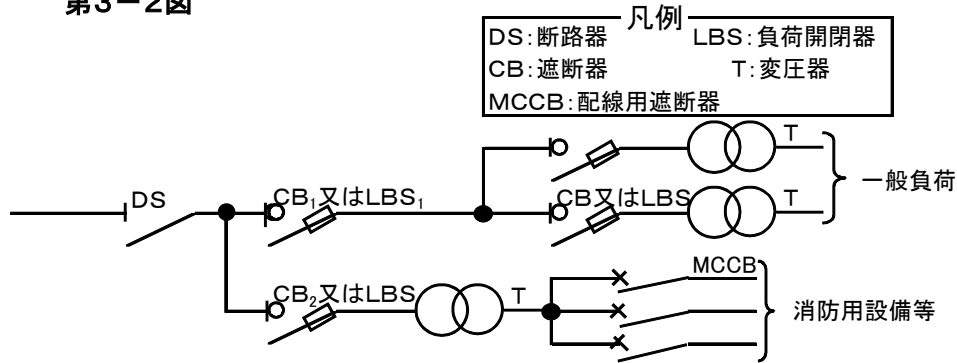 第3-2図
凡例
DS:断路器 LBS:負荷開閉器
CB:遮断器 T:変圧器
MCCB:配線用遮断器
T
DS
CB₁又はLBS₁
CB又はLBS
T
一般負荷
CB₂又はLBS
T
MCCB
消防用設備等